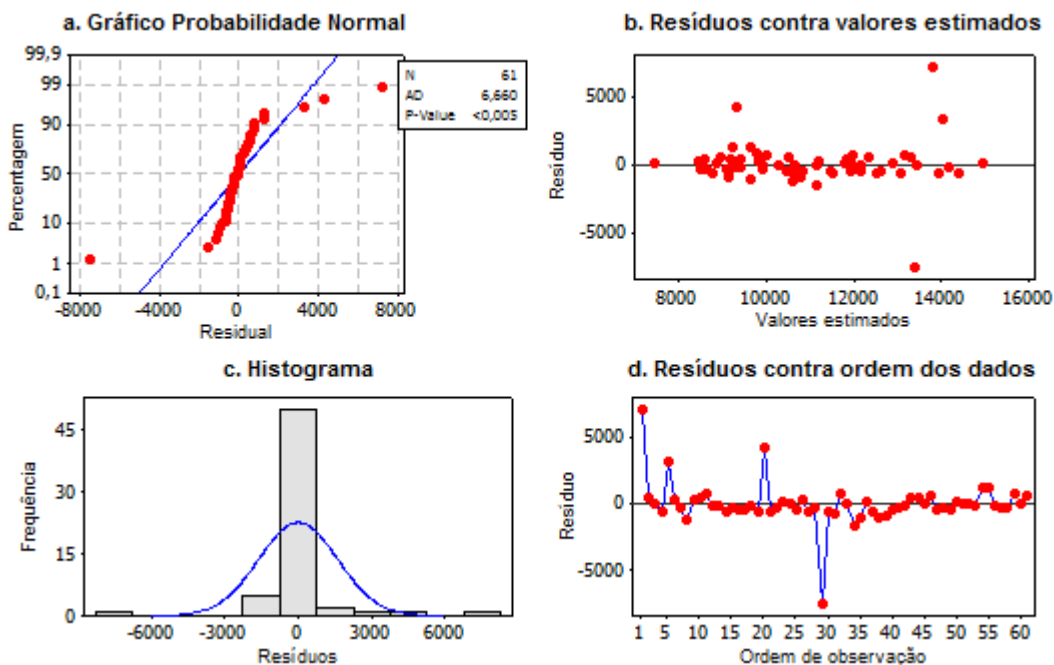 a. Gráfico Probabilidade Normal
99,9
99
90
50
10
1
0,1
Percentagem
-8000 -4000 0 4000 8000
Residual
N 61
AD 6,660
P-Value <0,005
b. Resíduos contra valores estimados
5000
0
-5000
Resíduo
8000 10000 12000 14000 16000
Valores estimados
c. Histograma
45
30
15
0
Frequência
-6000 -3000 0 3000 6000
Resíduos
d. Resíduos contra ordem dos dados
5000
0
-5000
Resíduo
1 5 10 15 20 25 30 35 40 45 50 55 60
Ordem de observação